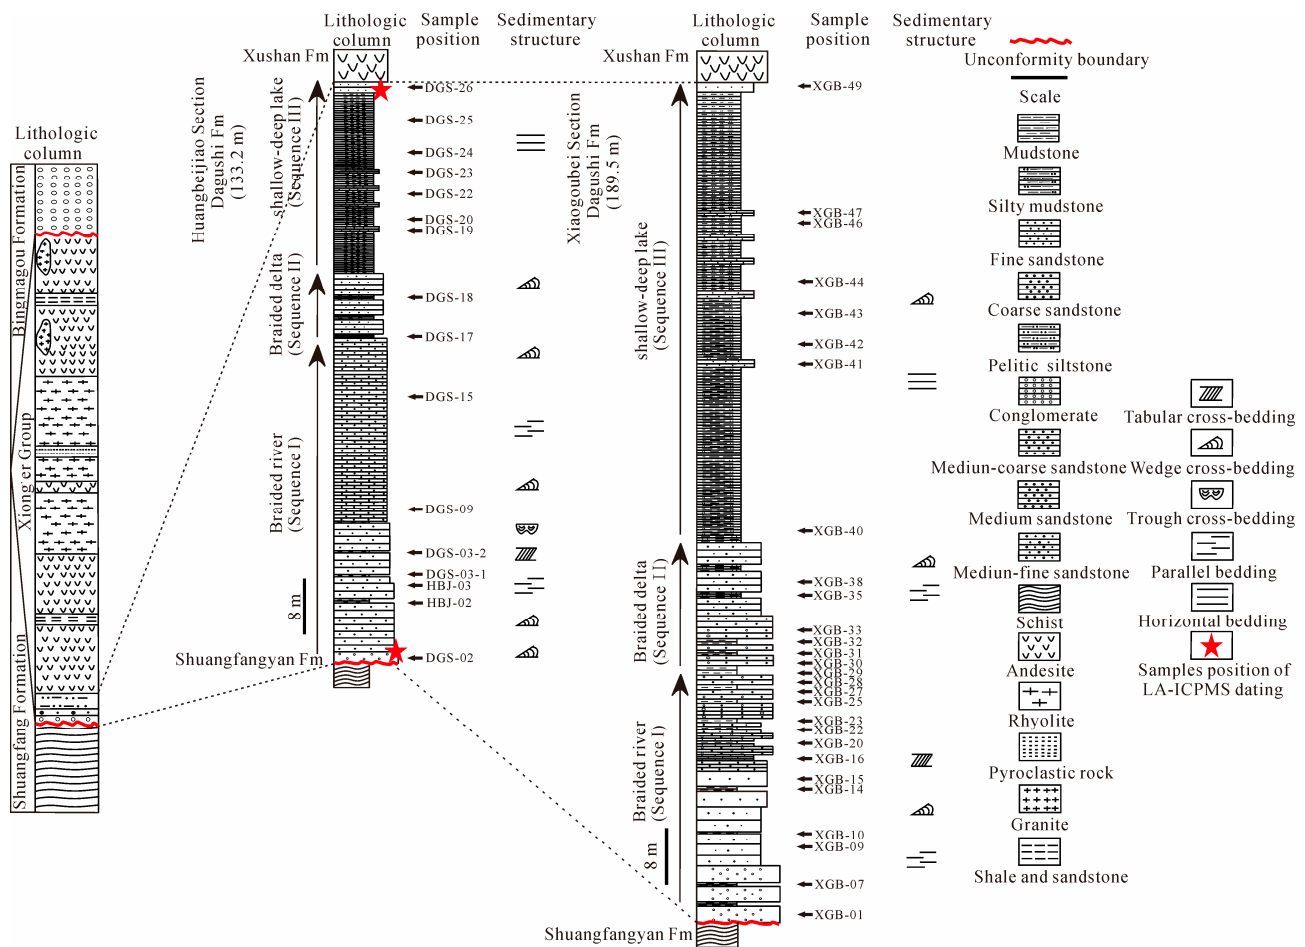 Lithologic
column
Bingmagou Formation
Xiong'er Group
Shuangfang Formation
Lithologic
column
Sample
position
Sedimentary
structure
Xushan Fm
Huangbeijiao Section
Dagushi Fm
(133.2 m)
shallow-deep lake
(Sequence III)
Braided delta
(Sequence II)
Braided river
(Sequence I)
8 m
Shuangfangyan Fm
DGS-26
DGS-25
DGS-24
DGS-23
DGS-22
DGS-20
DGS-19
DGS-18
DGS-17
DGS-15
DGS-09
DGS-03-2
DGS-03-1
HBJ-03
HBJ-02
DGS-02
Lithologic
column
Sample
position
Sedimentary
structure
Xushan Fm
Xiaogoubei Section
Dagushi Fm
(189.5 m)
shallow-deep lake
(Sequence III)
Braided delta
(Sequence II)
Braided river
(Sequence I)
8 m
Shuangfangyan Fm
XGB-49
XGB-47
XGB-46
XGB-44
XGB-43
XGB-42
XGB-41
XGB-40
XGB-38
XGB-35
XGB-33
XGB-32
XGB-31
XGB-30
XGB-29
XGB-28
XGB-27
XGB-25
XGB-23
XGB-22
XGB-20
XGB-16
XGB-15
XGB-14
XGB-10
XGB-09
XGB-07
XGB-01
Unconformity boundary
Scale
Mudstone
Silty mudstone
Fine sandstone
Coarse sandstone
Pelitic siltstone
Conglomerate
Mediun-coarse sandstone
Medium sandstone
Mediun-fine sandstone
Schist
Andesite
Rhyolite
Pyroclastic rock
Granite
Shale and sandstone
Tabular cross-bedding
Wedge cross-bedding
Trough cross-bedding
Parallel bedding
Horizontal bedding
Samples position of
LA-ICPMS dating